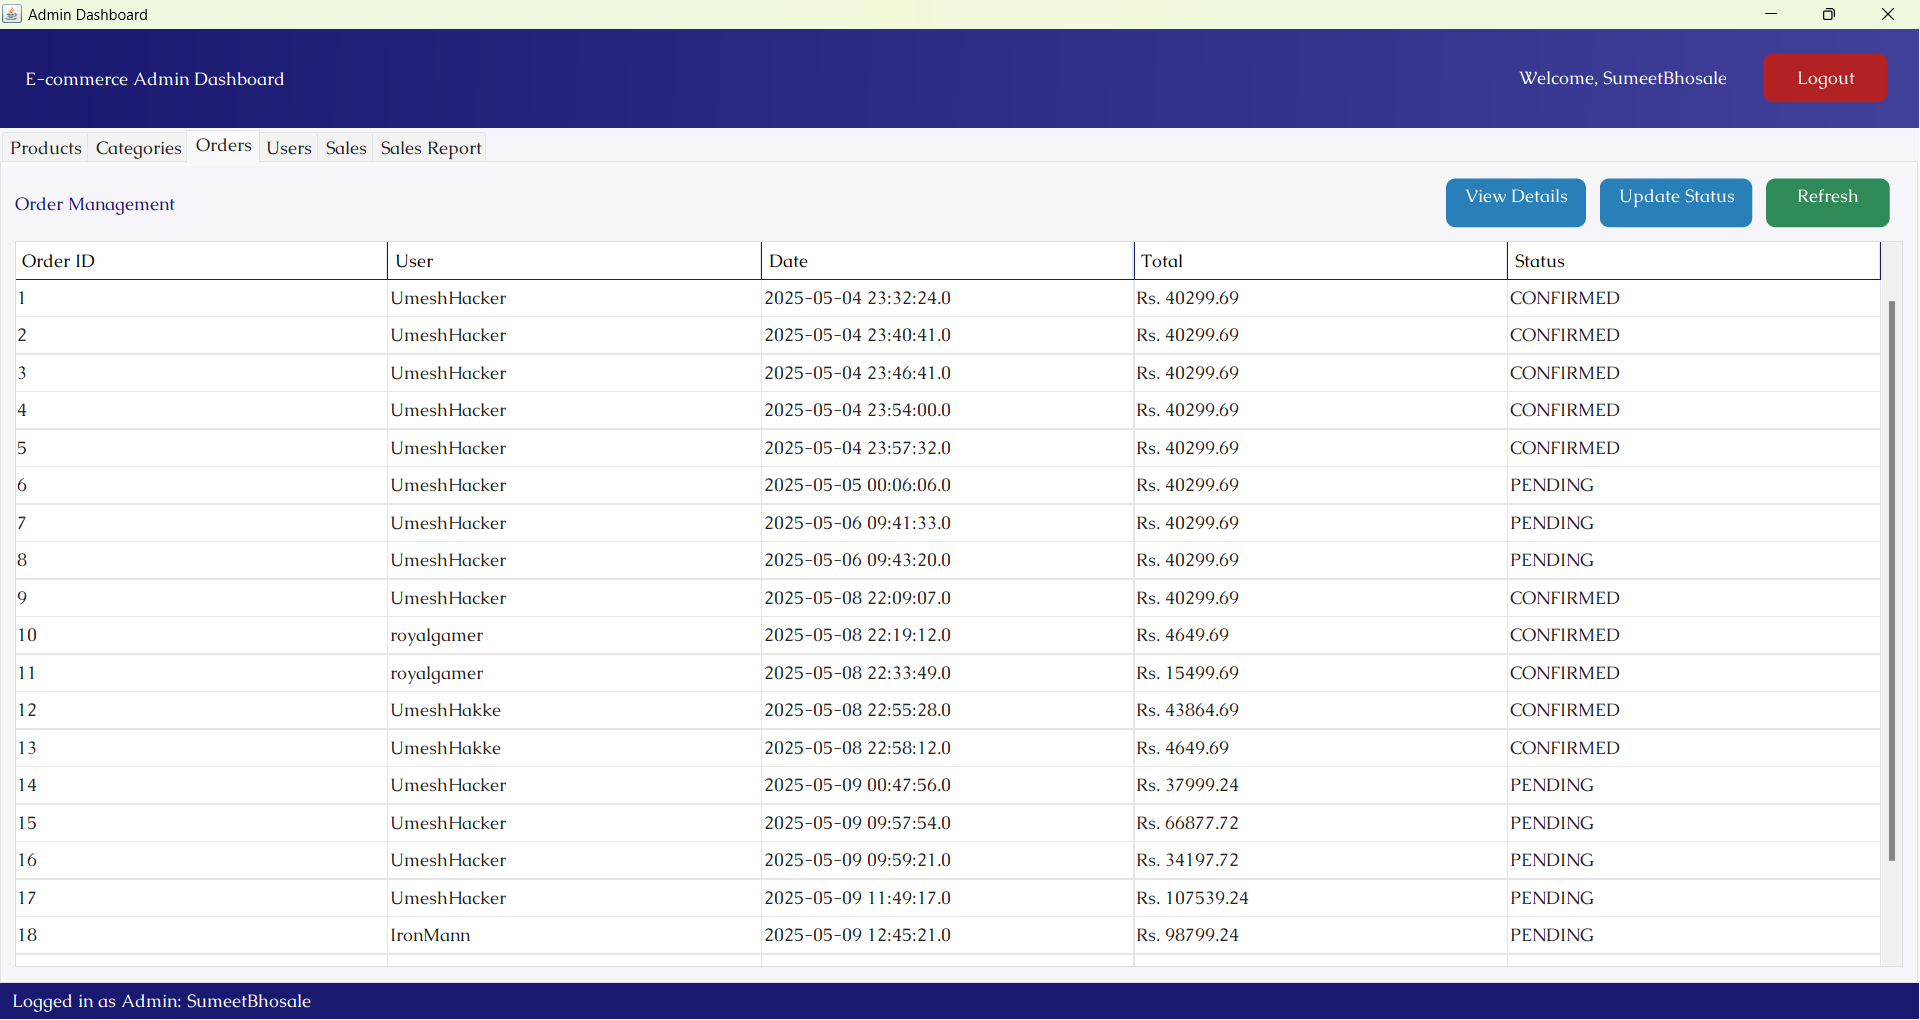 Admin Dashboard
E-commerce Admin Dashboard
Welcome, SumeetBhosale
Logout
Products Categories Orders Users Sales Sales Report
Order Management
View Details
Update Status
Refresh
Order ID User Date Total Status
1 UmeshHacker 2025-05-04 23:32:24.0 Rs. 40299.69 CONFIRMED
2 UmeshHacker 2025-05-04 23:40:41.0 Rs. 40299.69 CONFIRMED
3 UmeshHacker 2025-05-04 23:46:41.0 Rs. 40299.69 CONFIRMED
4 UmeshHacker 2025-05-04 23:54:00.0 Rs. 40299.69 CONFIRMED
5 UmeshHacker 2025-05-04 23:57:32.0 Rs. 40299.69 CONFIRMED
6 UmeshHacker 2025-05-05 00:06:06.0 Rs. 40299.69 PENDING
7 UmeshHacker 2025-05-06 09:41:33.0 Rs. 40299.69 PENDING
8 UmeshHacker 2025-05-06 09:43:20.0 Rs. 40299.69 PENDING
9 UmeshHacker 2025-05-08 22:09:07.0 Rs. 40299.69 CONFIRMED
10 royalgamer 2025-05-08 22:19:12.0 Rs. 4649.69 CONFIRMED
11 royalgamer 2025-05-08 22:33:49.0 Rs. 15499.69 CONFIRMED
12 UmeshHakke 2025-05-08 22:55:28.0 Rs. 43864.69 CONFIRMED
13 UmeshHakke 2025-05-08 22:58:12.0 Rs. 4649.69 CONFIRMED
14 UmeshHacker 2025-05-09 00:47:56.0 Rs. 37999.24 PENDING
15 UmeshHacker 2025-05-09 09:57:54.0 Rs. 66877.72 PENDING
16 UmeshHacker 2025-05-09 09:59:21.0 Rs. 34197.72 PENDING
17 UmeshHacker 2025-05-09 11:49:17.0 Rs. 107539.24 PENDING
18 IronMann 2025-05-09 12:45:21.0 Rs. 98799.24 PENDING
Logged in as Admin: SumeetBhosale